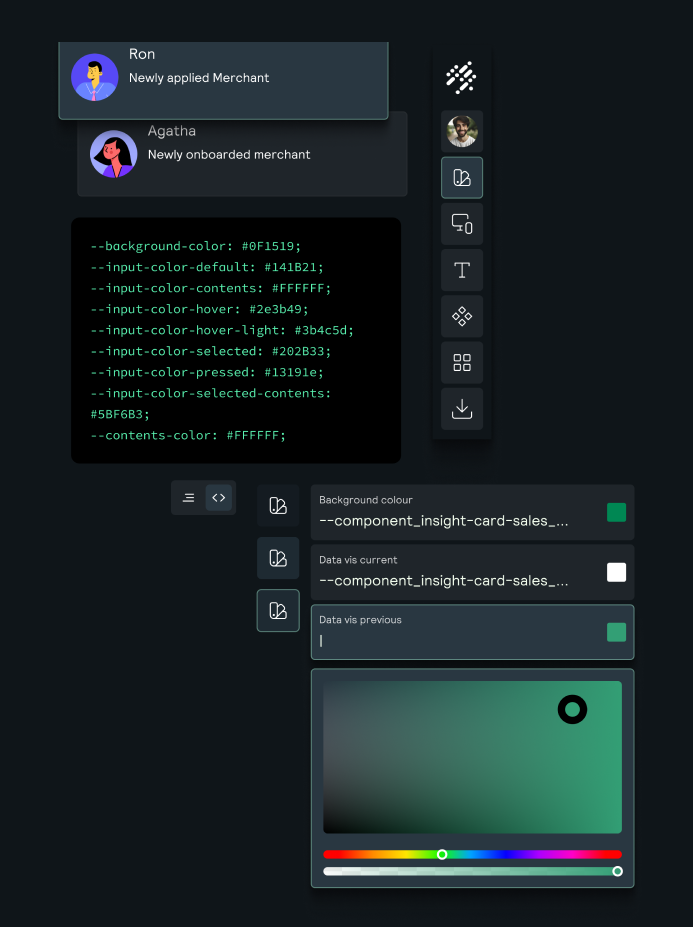 Ron
Newly applied Merchant
Agatha
Newly onboarded merchant
--background-color: #0F1519;
--input-color-default: #141B21;
--input-color-contents: #FFFFFF;
--input-color-hover: #2e3b49;
--input-color-hover-light: #3b4c5d;
--input-color-selected: #202B33;
--input-color-pressed: #13191e;
--input-color-selected-contents:
#5BF6B3;
--contents-color: #FFFFFF;
Background colour
--component_insight-card-sales_...
Data vis current
--component_insight-card-sales_...
Data vis previous